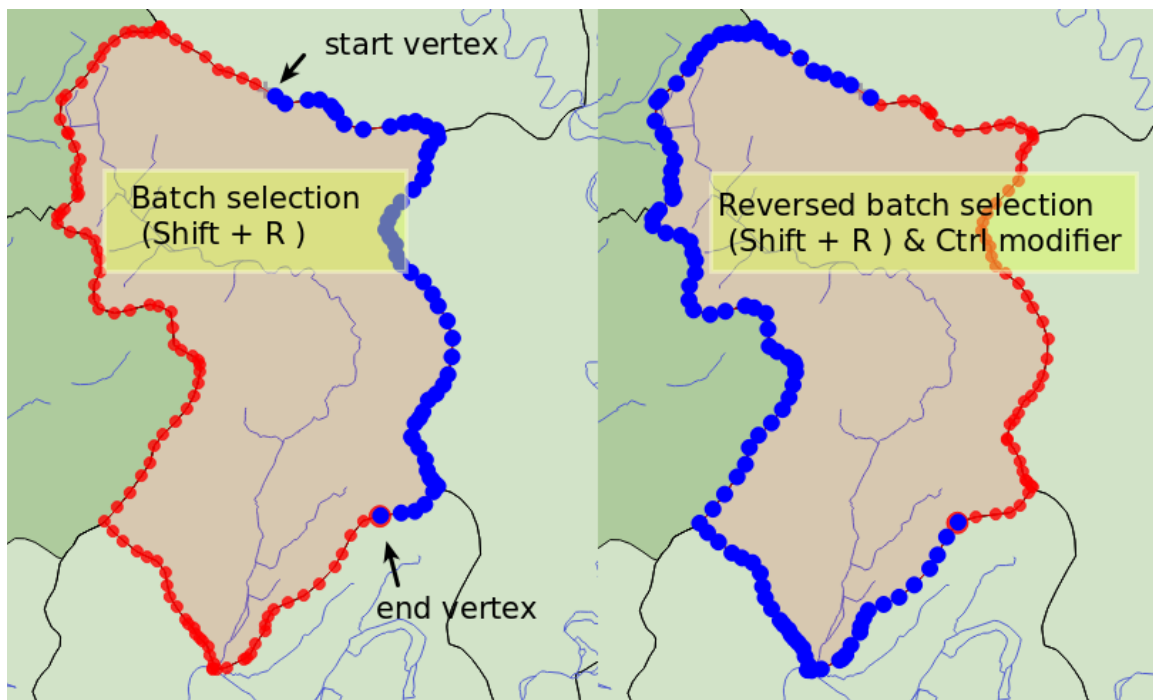 start vertex
Batch selection
(Shift + R )
end vertex
Reversed batch selection
(Shift + R ) & Ctrl modifier